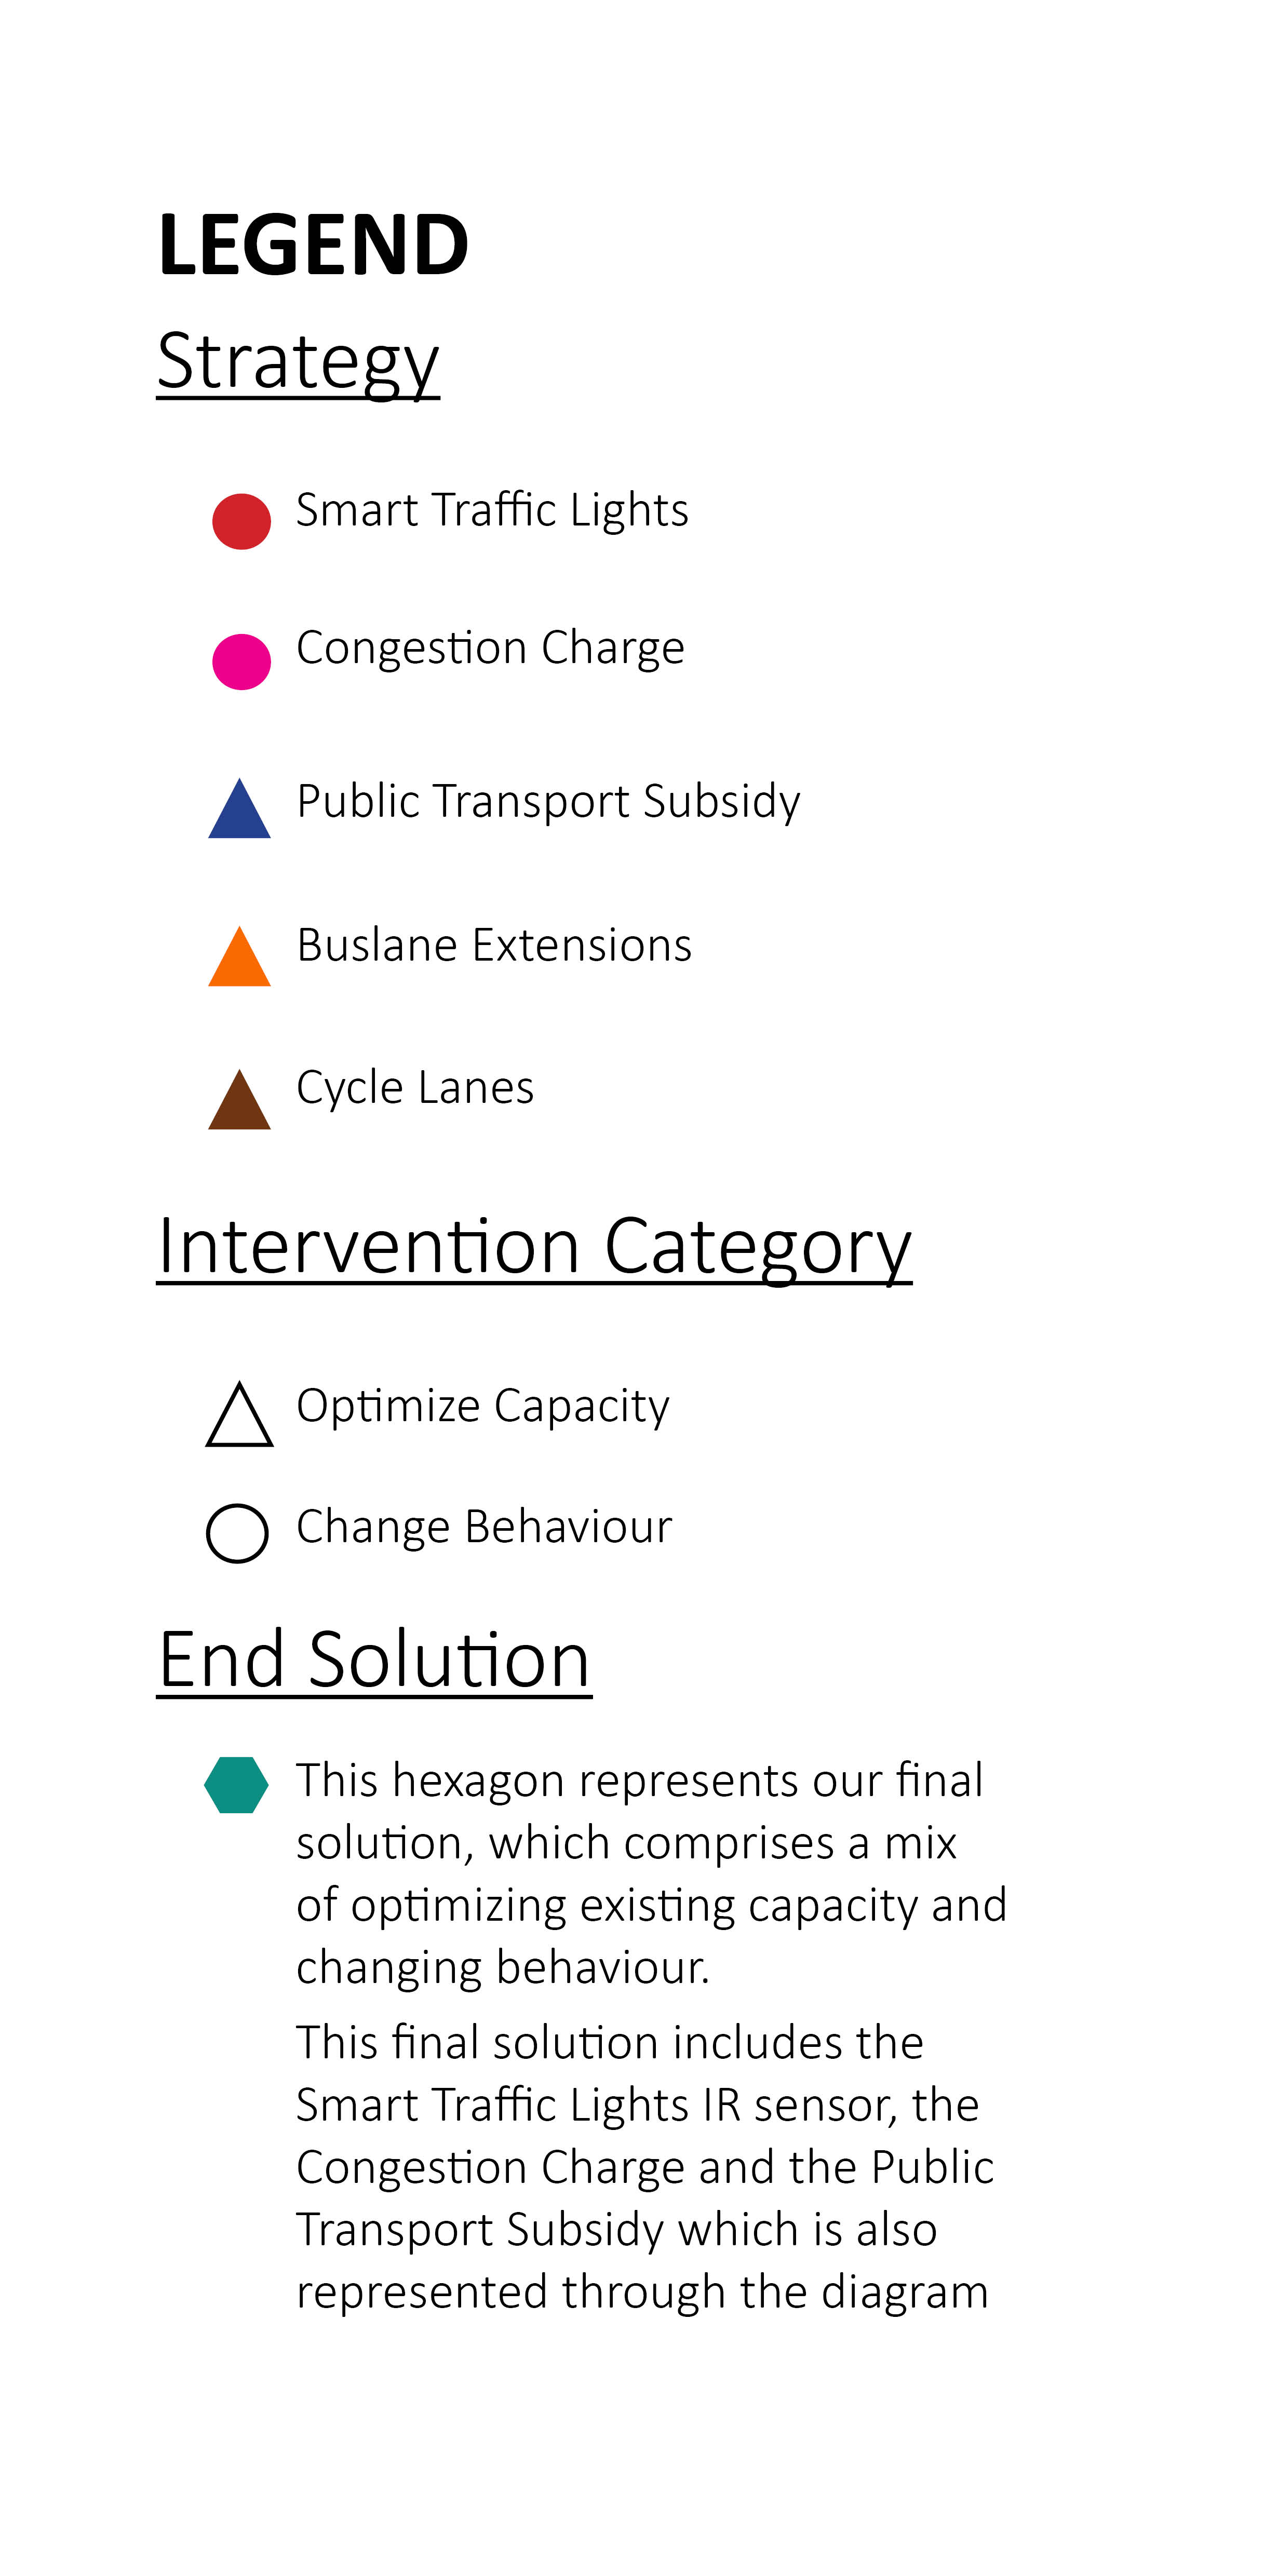 LEGEND
Strategy
Smart Traffic Lights
Congestion Charge
Public Transport Subsidy
Buslane Extensions
Cycle Lanes
Intervention Category
Optimize Capacity
Change Behaviour
End Solution
This hexagon represents our final
solution, which comprises a mix
of optimizing existing capacity and
changing behaviour.
This final solution includes the
Smart Traffic Lights IR sensor, the
Congestion Charge and the Public
Transport Subsidy which is also
represented through the diagram